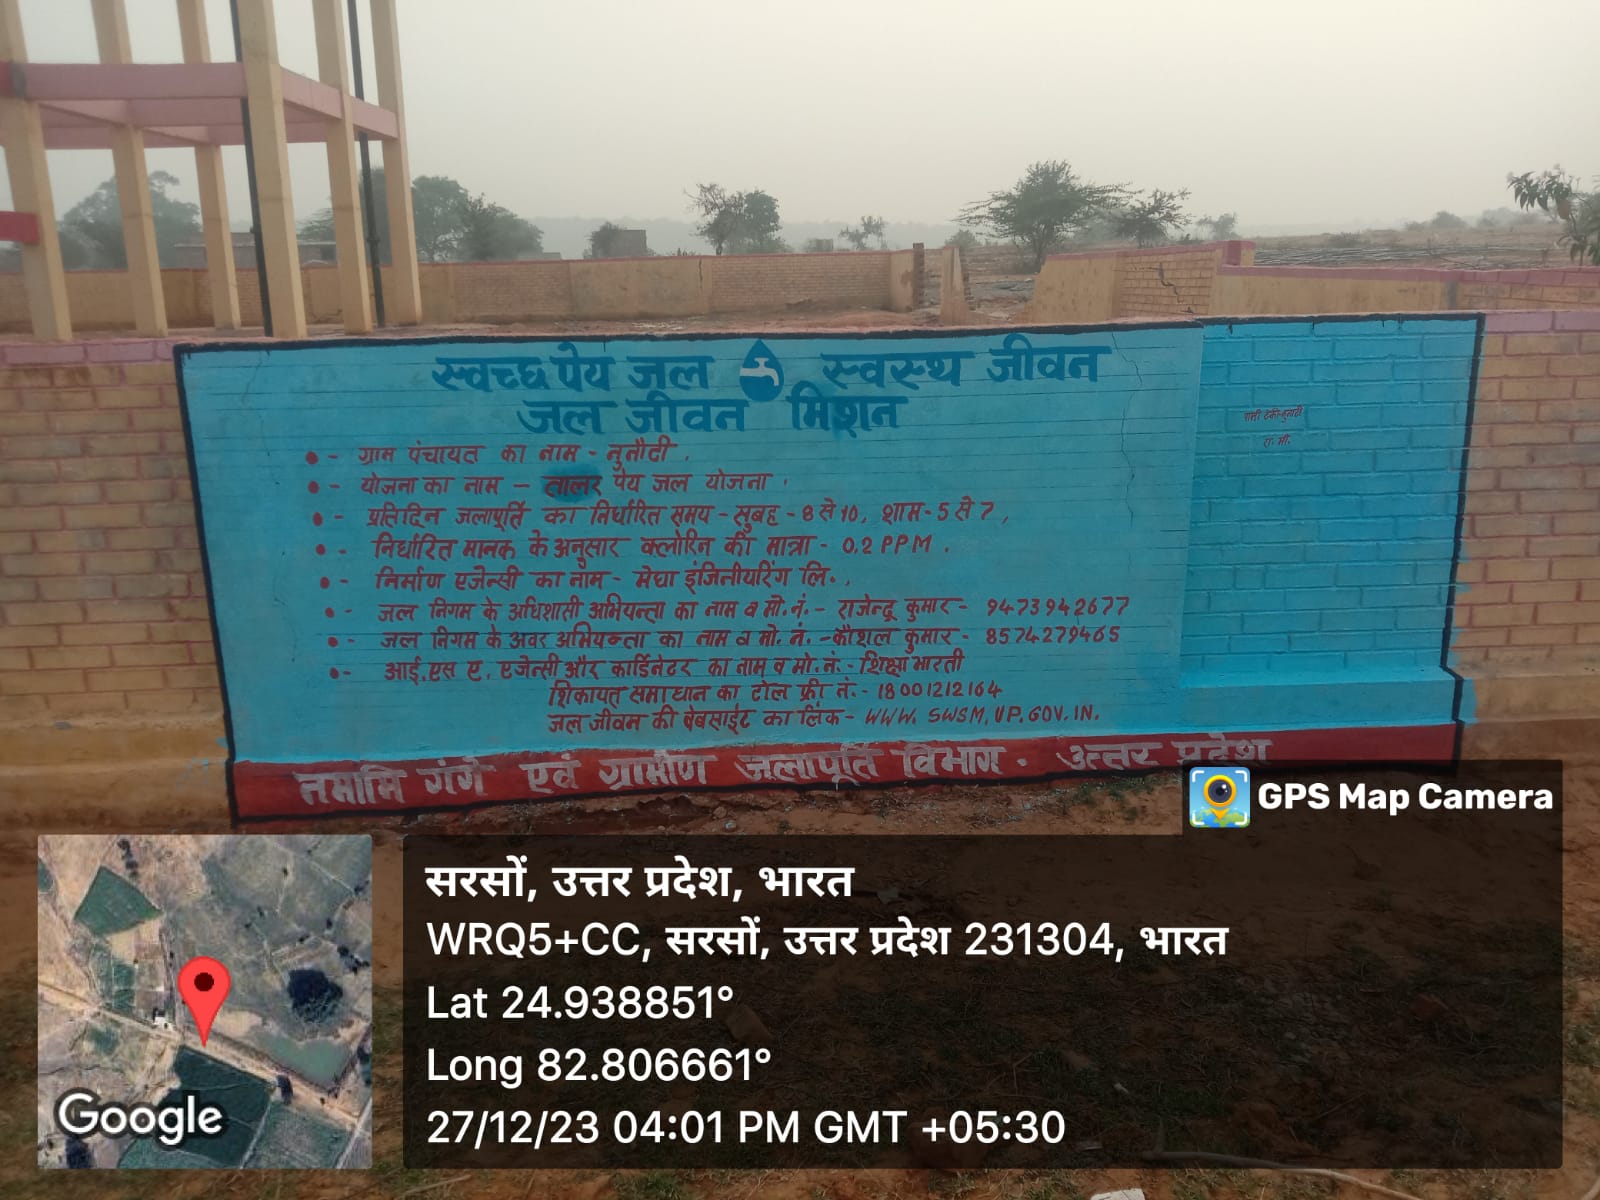 स्वच्छ पेय जल स्वस्थ जीवन
जल जीवन मिशन
• - ग्राम पंचायत का नाम - नुनौटी .
• - योजना का नाम - तालर पेय जल योजना .
• - प्रतिदिन जलापूर्ति का निर्धारित समय - सुबह - 8 से 10, शाम - 5 से 7,
• - निर्धारित मानक के अनुसार क्लोरिन की मात्रा - 0.2 PPM .
• - निर्माण एजेन्सी का नाम - मेघा इंजिनीयरिंग लि.,
• - जल निगम के अधिशासी अभियन्ता का नाम व मो. नं. - राजेन्द्र कुमार - 9473942677
• - जल निगम के अवर अभियन्ता का नाम व मो. नं. - कौशल कुमार - 8574279465
• - आई. एस ए. एजेन्सी और कार्डिनेटर का नाम व मो. नं. - शिक्षा भारती
शिकायत समाधान का टोल फ्री नं. - 18001212164
जल जीवन की वेबसाईट का लिंक - WWW. SWSM, UP. GOV. IN.
नमामि गंगे एवं ग्रामीण जलापूर्ति विभाग . उत्तर प्रदेश
GPS Map Camera
सरसों, उत्तर प्रदेश, भारत
WRQ5+CC, सरसों, उत्तर प्रदेश 231304, भारत
Lat 24.938851°
Long 82.806661°
27/12/23 04:01 PM GMT +05:30
Google